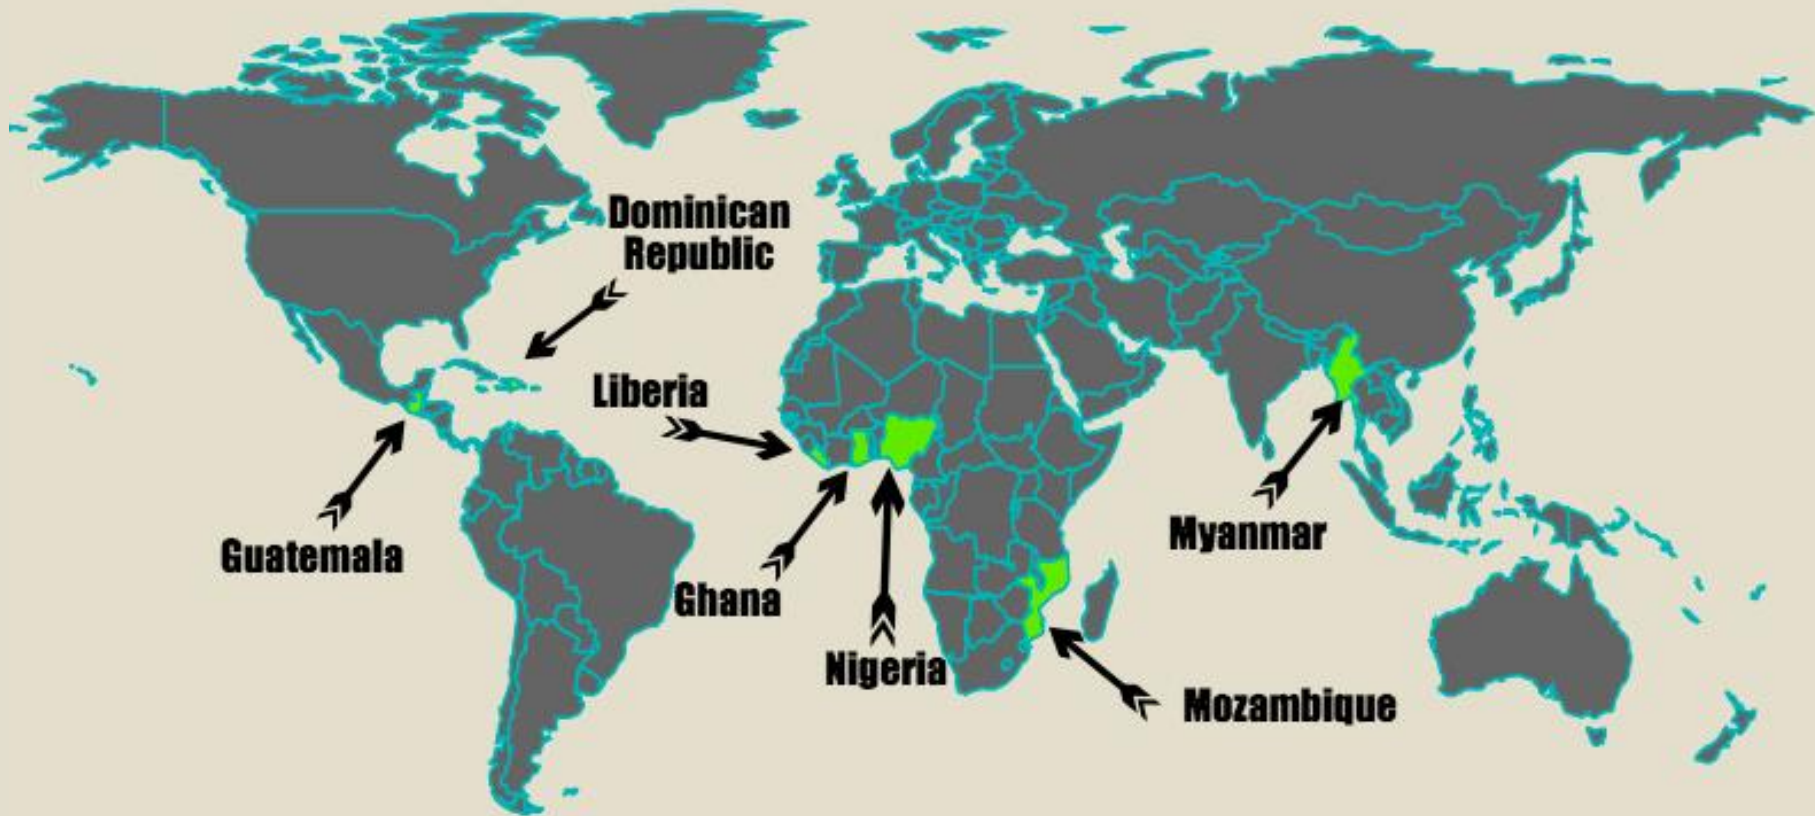 Dominican
Republic
Liberia
Guatemala
Ghana
Nigeria
Myanmar
Mozambique